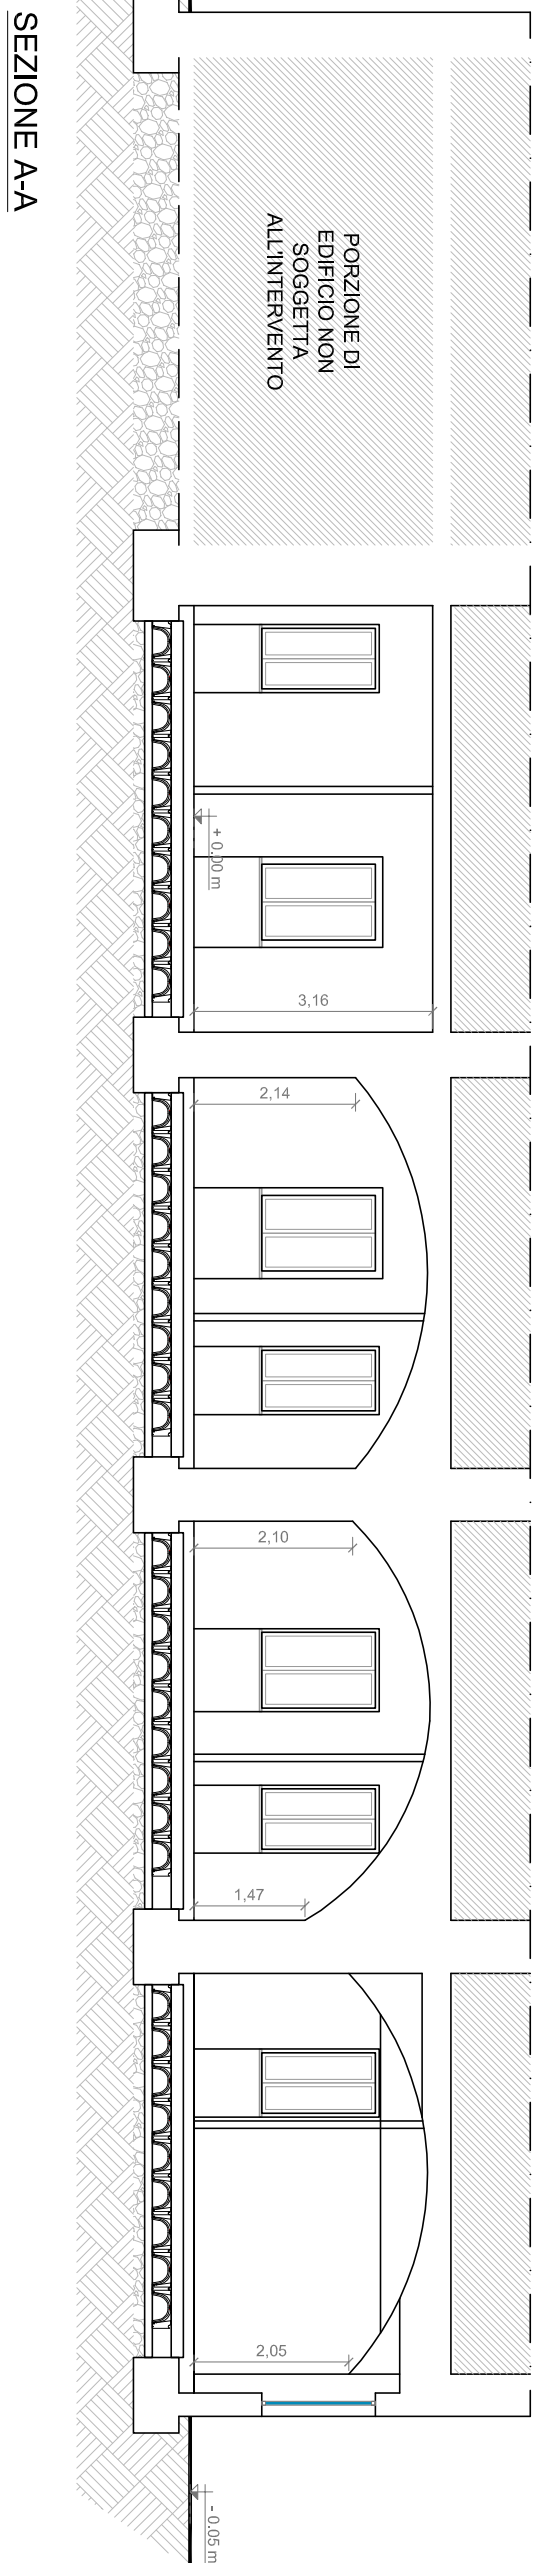 PORZIONE DI
EDIFICIO NON
SOGGETTA
ALL'INTERVENTO
+ 0.00 m
3,16
2,14
2,10
1,47
2,05
- 0.05 m
SEZIONE A-A